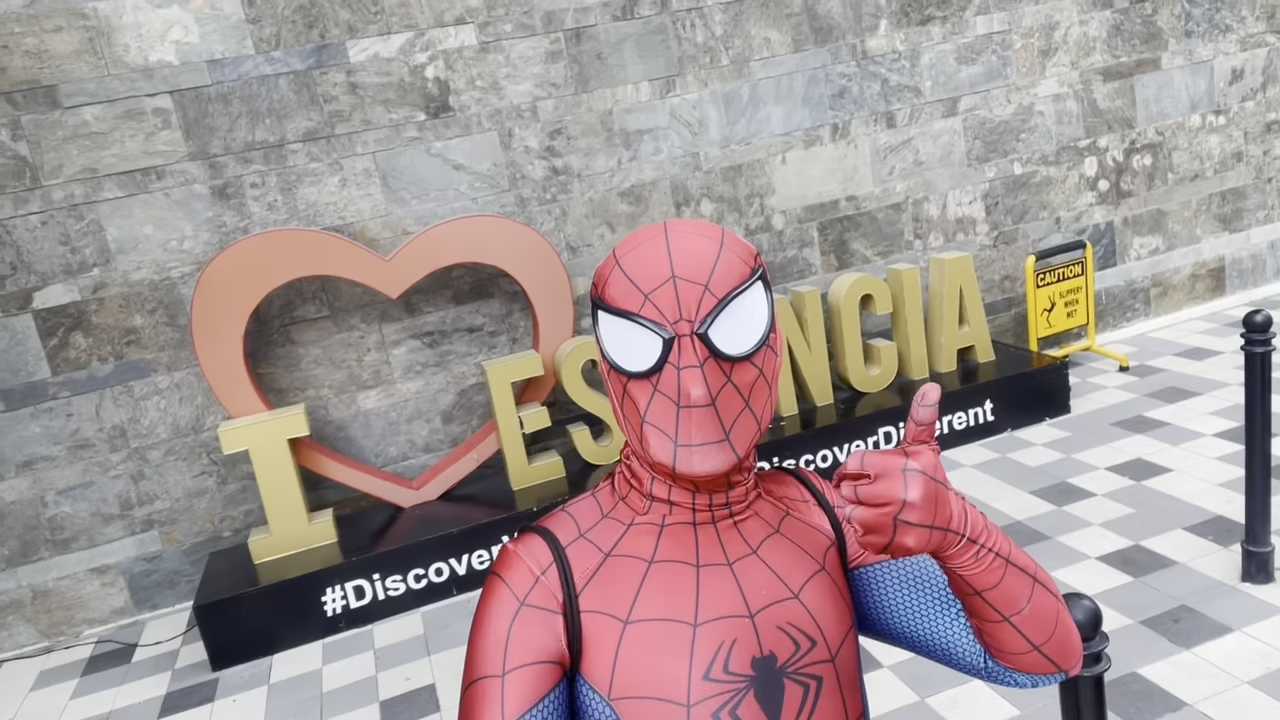 I ES NCIA
#Discover
DiscoverDi erent
CAUTION
SLIPPERY
WHEN
WET